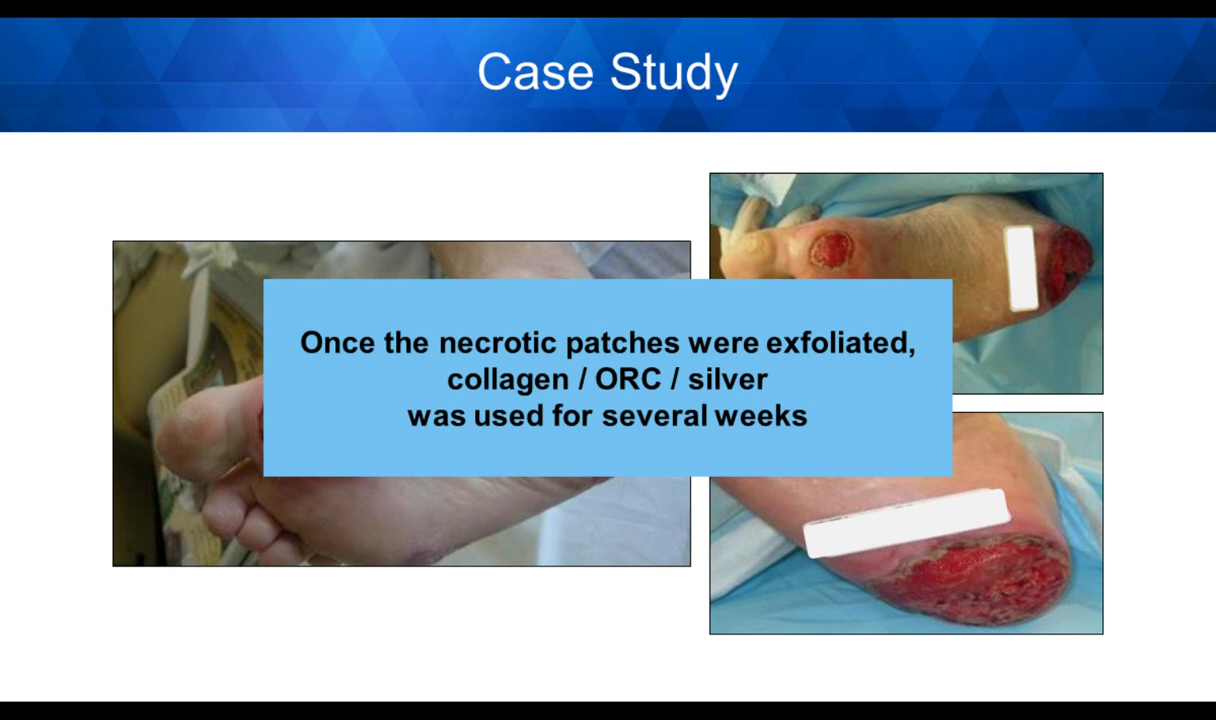 Case Study
Once the necrotic patches were exfoliated,
collagen / ORC / silver
was used for several weeks